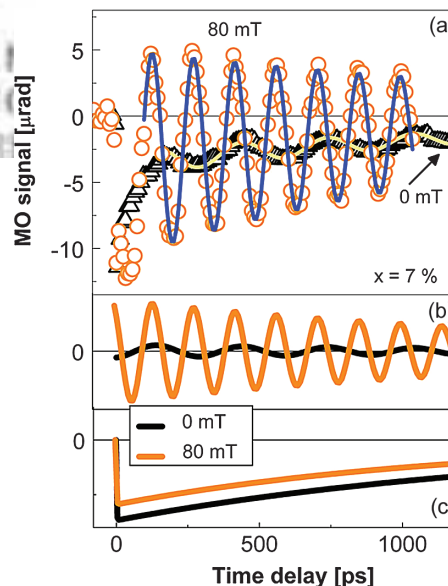 (a)
80 mT
5
0
-5
-10
MO signal [μrad]
0 mT
x = 7 %
(b)
0
0 mT
80 mT
0
(c)
0 500 1000
Time delay [ps]